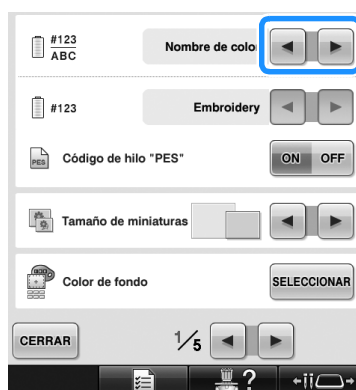 #123
ABC
Nombre de colo
#123
Embroidery
PES
Código de hilo "PES"
ON OFF
Tamaño de miniaturas
Color de fondo
SELECCIONAR
CERRAR
1/5
?